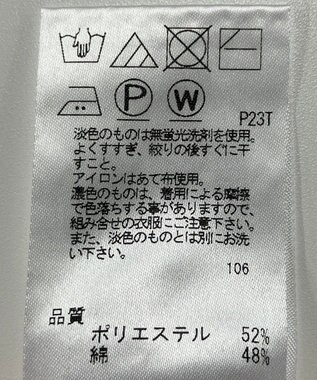 P W
P23T
淡色のものは無蛍光洗剤を使用。
よくすすぎ、絞りの後すぐに干
すこと。
アイロンはあて布使用。
濃色のものは、着用による摩擦
で色落ちする事がありますので、
組み合せの衣服にご注意下さい。
また、淡色のものとは別にお洗
い下さい。
106
品質
ポリエステル 52%
綿 48%